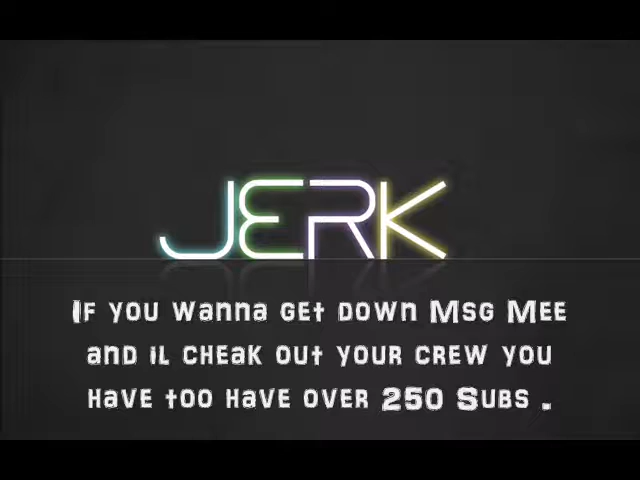 JERK
If you wanna get down Msg Mee
and il cheak out your crew you
have too have over 250 Subs .